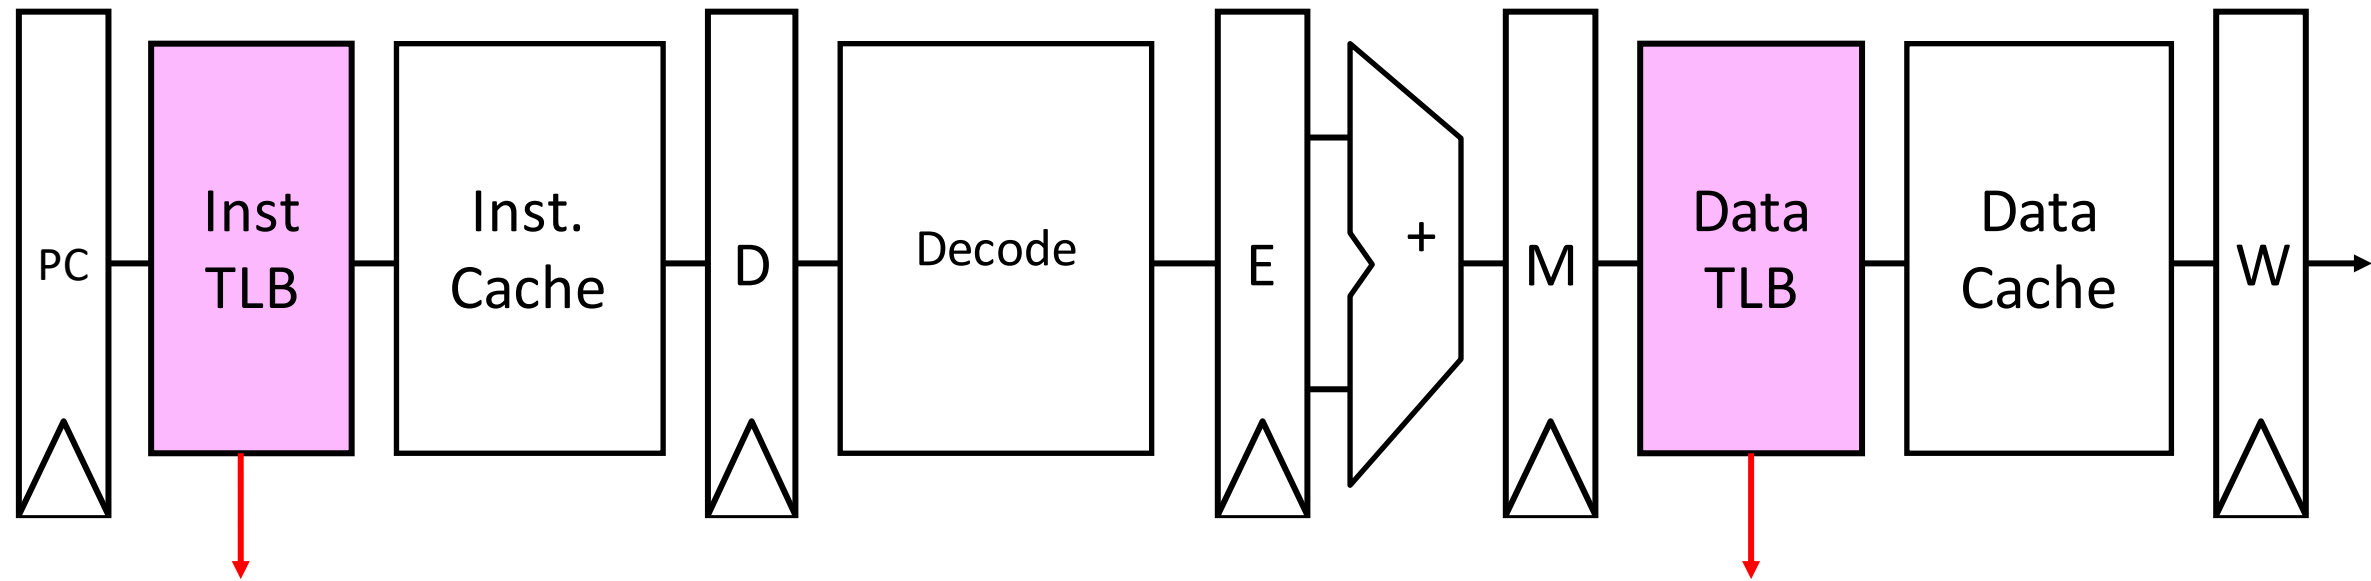 PC
Inst
TLB
Inst.
Cache
D
Decode
E
+
M
Data
TLB
Data
Cache
W